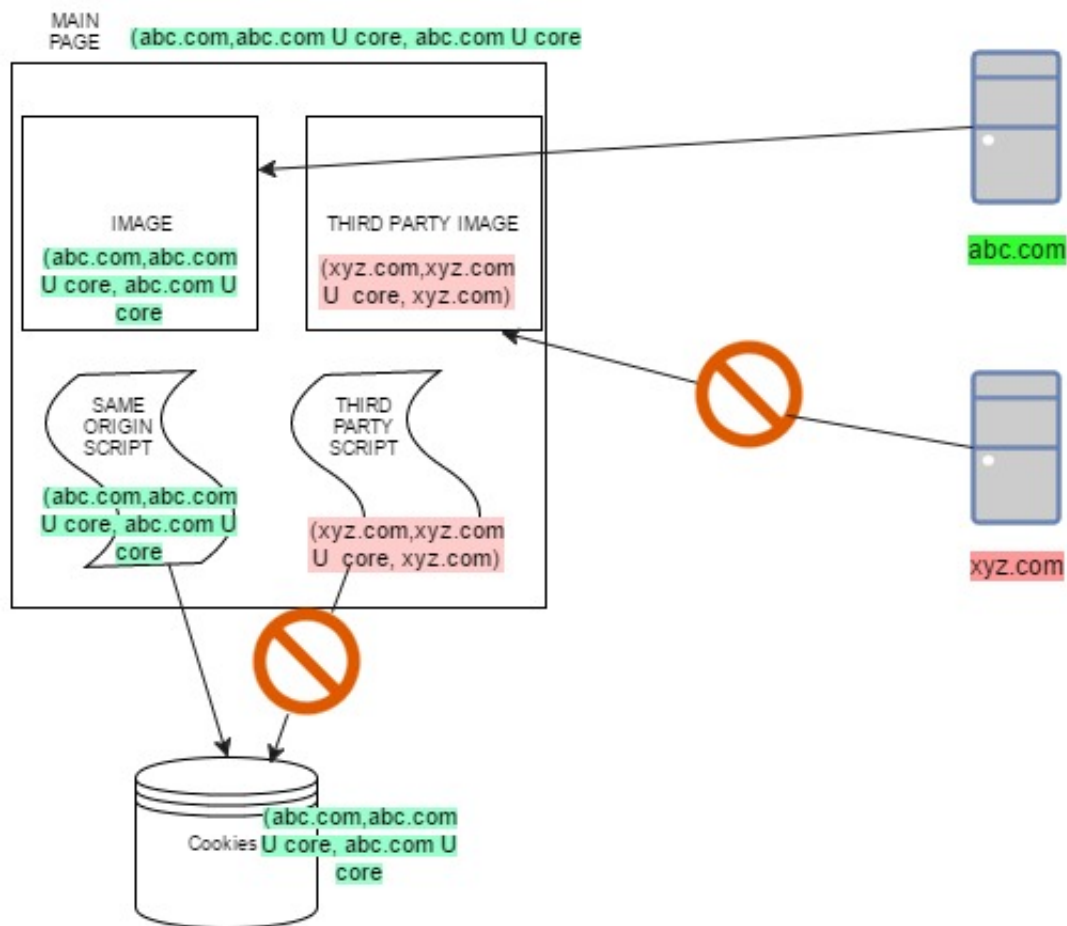 MAIN
PAGE
(abc.com,abc.com U core, abc.com U core
IMAGE
(abc.com,abc.com
U core, abc.com U
core
THIRD PARTY IMAGE
(xyz.com,xyz.com
U core, xyz.com)
abc.com
SAME
ORIGIN
SCRIPT
(abc.com,abc.com
U core, abc.com U
core
THIRD
PARTY
SCRIPT
(xyz.com,xyz.com
U core, xyz.com)
xyz.com
Cookies
(abc.com,abc.com
U core, abc.com U
core